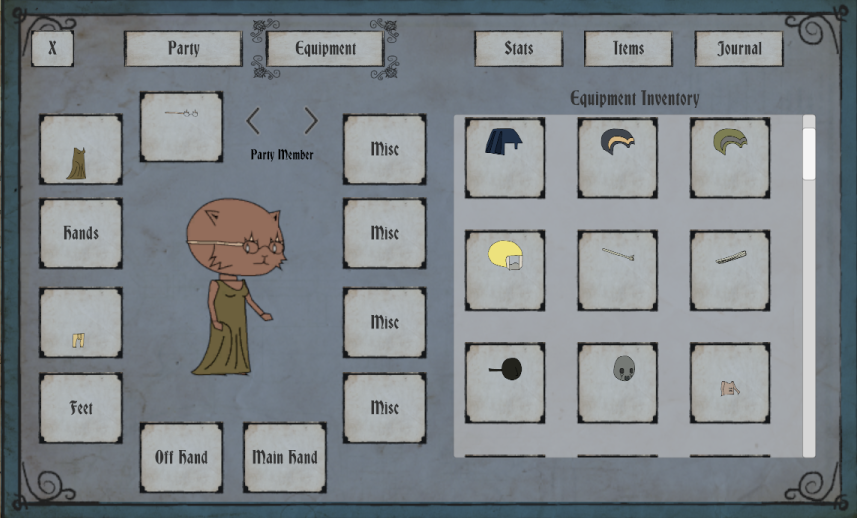 X
Party
Equipment
Stats
Items
Journal
Equipment Inventory
Party Member
Misc
Hands
Misc
Misc
Feet
Misc
Off Hand
Main Hand